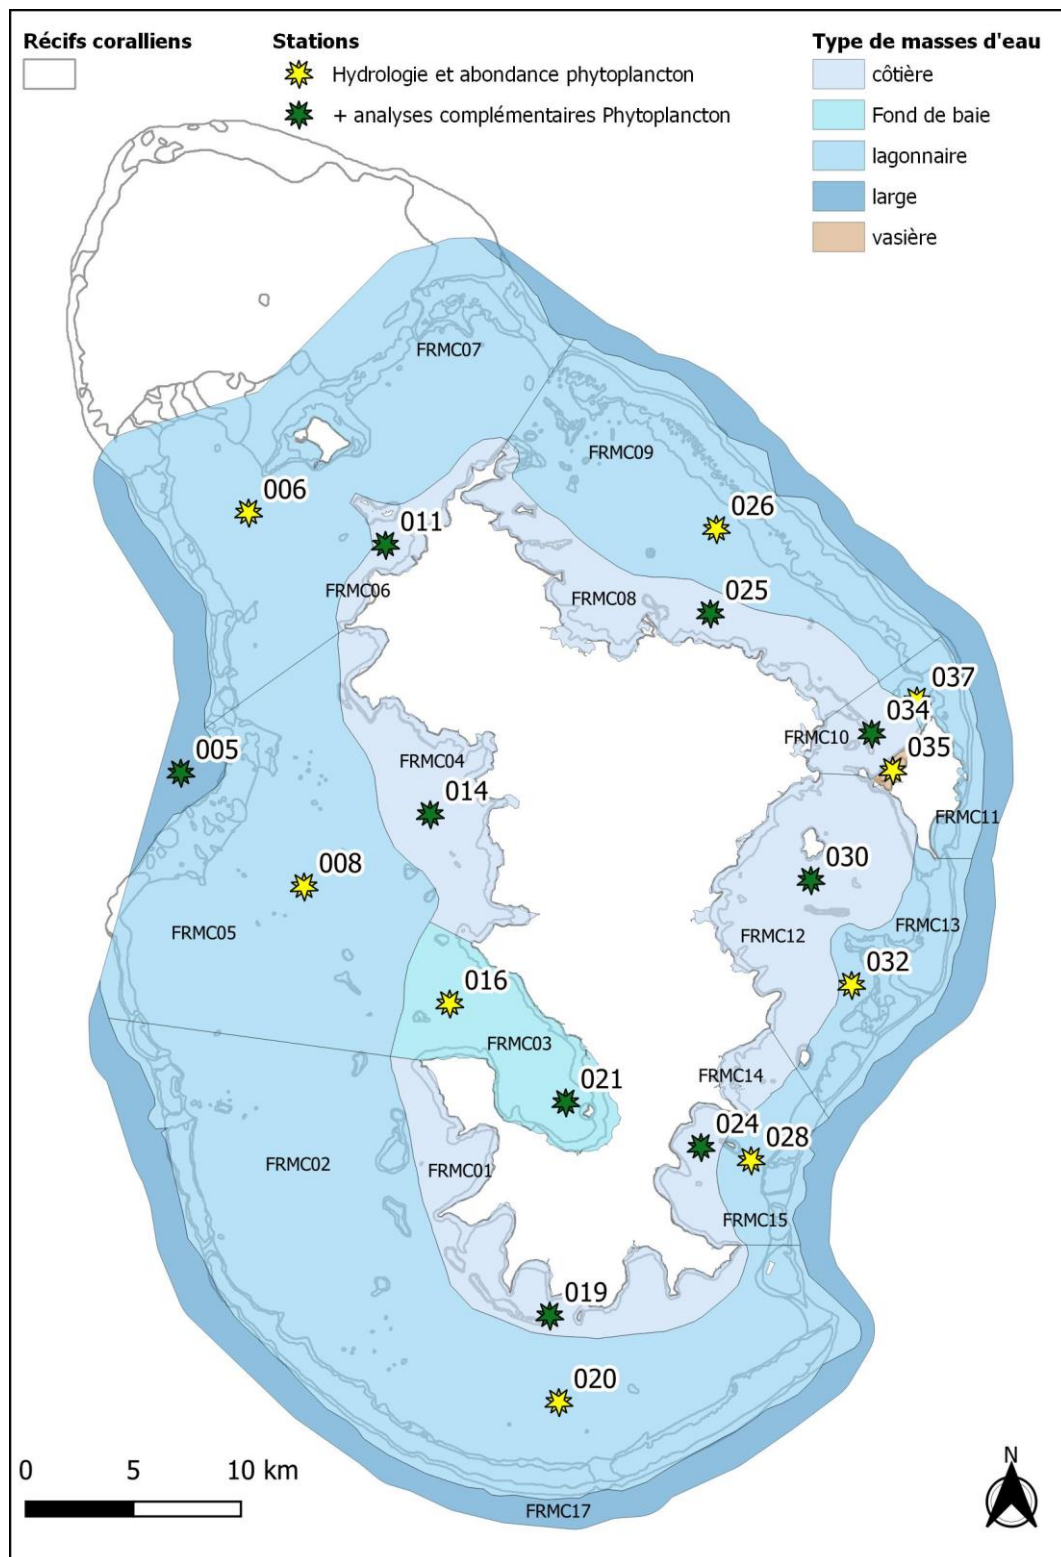 Récifs coralliens
Stations
Hydrologie et abondance phytoplancton
+ analyses complémentaires Phytoplancton
Type de masses d'eau
côtière
Fond de baie
lagonnaire
large
vasière
FRMC07
FRMC09
006
026
011
FRMC06
FRMC08
025
037
034
FRMC10
035
005
FRMC04
014
FRMC11
008
030
FRMC05
FRMC12
FRMC13
032
016
FRMC03
FRMC14
021
024
028
FRMC02
FRMC01
FRMC15
019
020
0 5 10 km
FRMC17
N